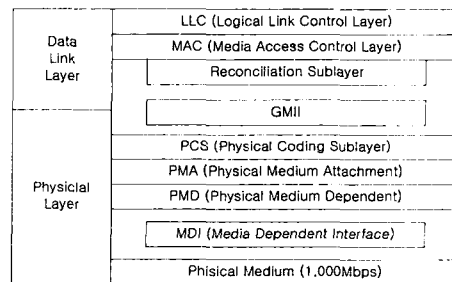 LLC (Logical Link Control Layer)
Data
Link
Layer
MAC (Media Access Control Layer)
Reconciliation Sublayer
GMII
PCS (Physical Coding Sublayer)
Physiclal
Layer
PMA (Physical Medium Attachment)
PMD (Physical Medium Dependent)
MDI (Media Dependent Interface)
Phisical Medium (1,000Mbps)